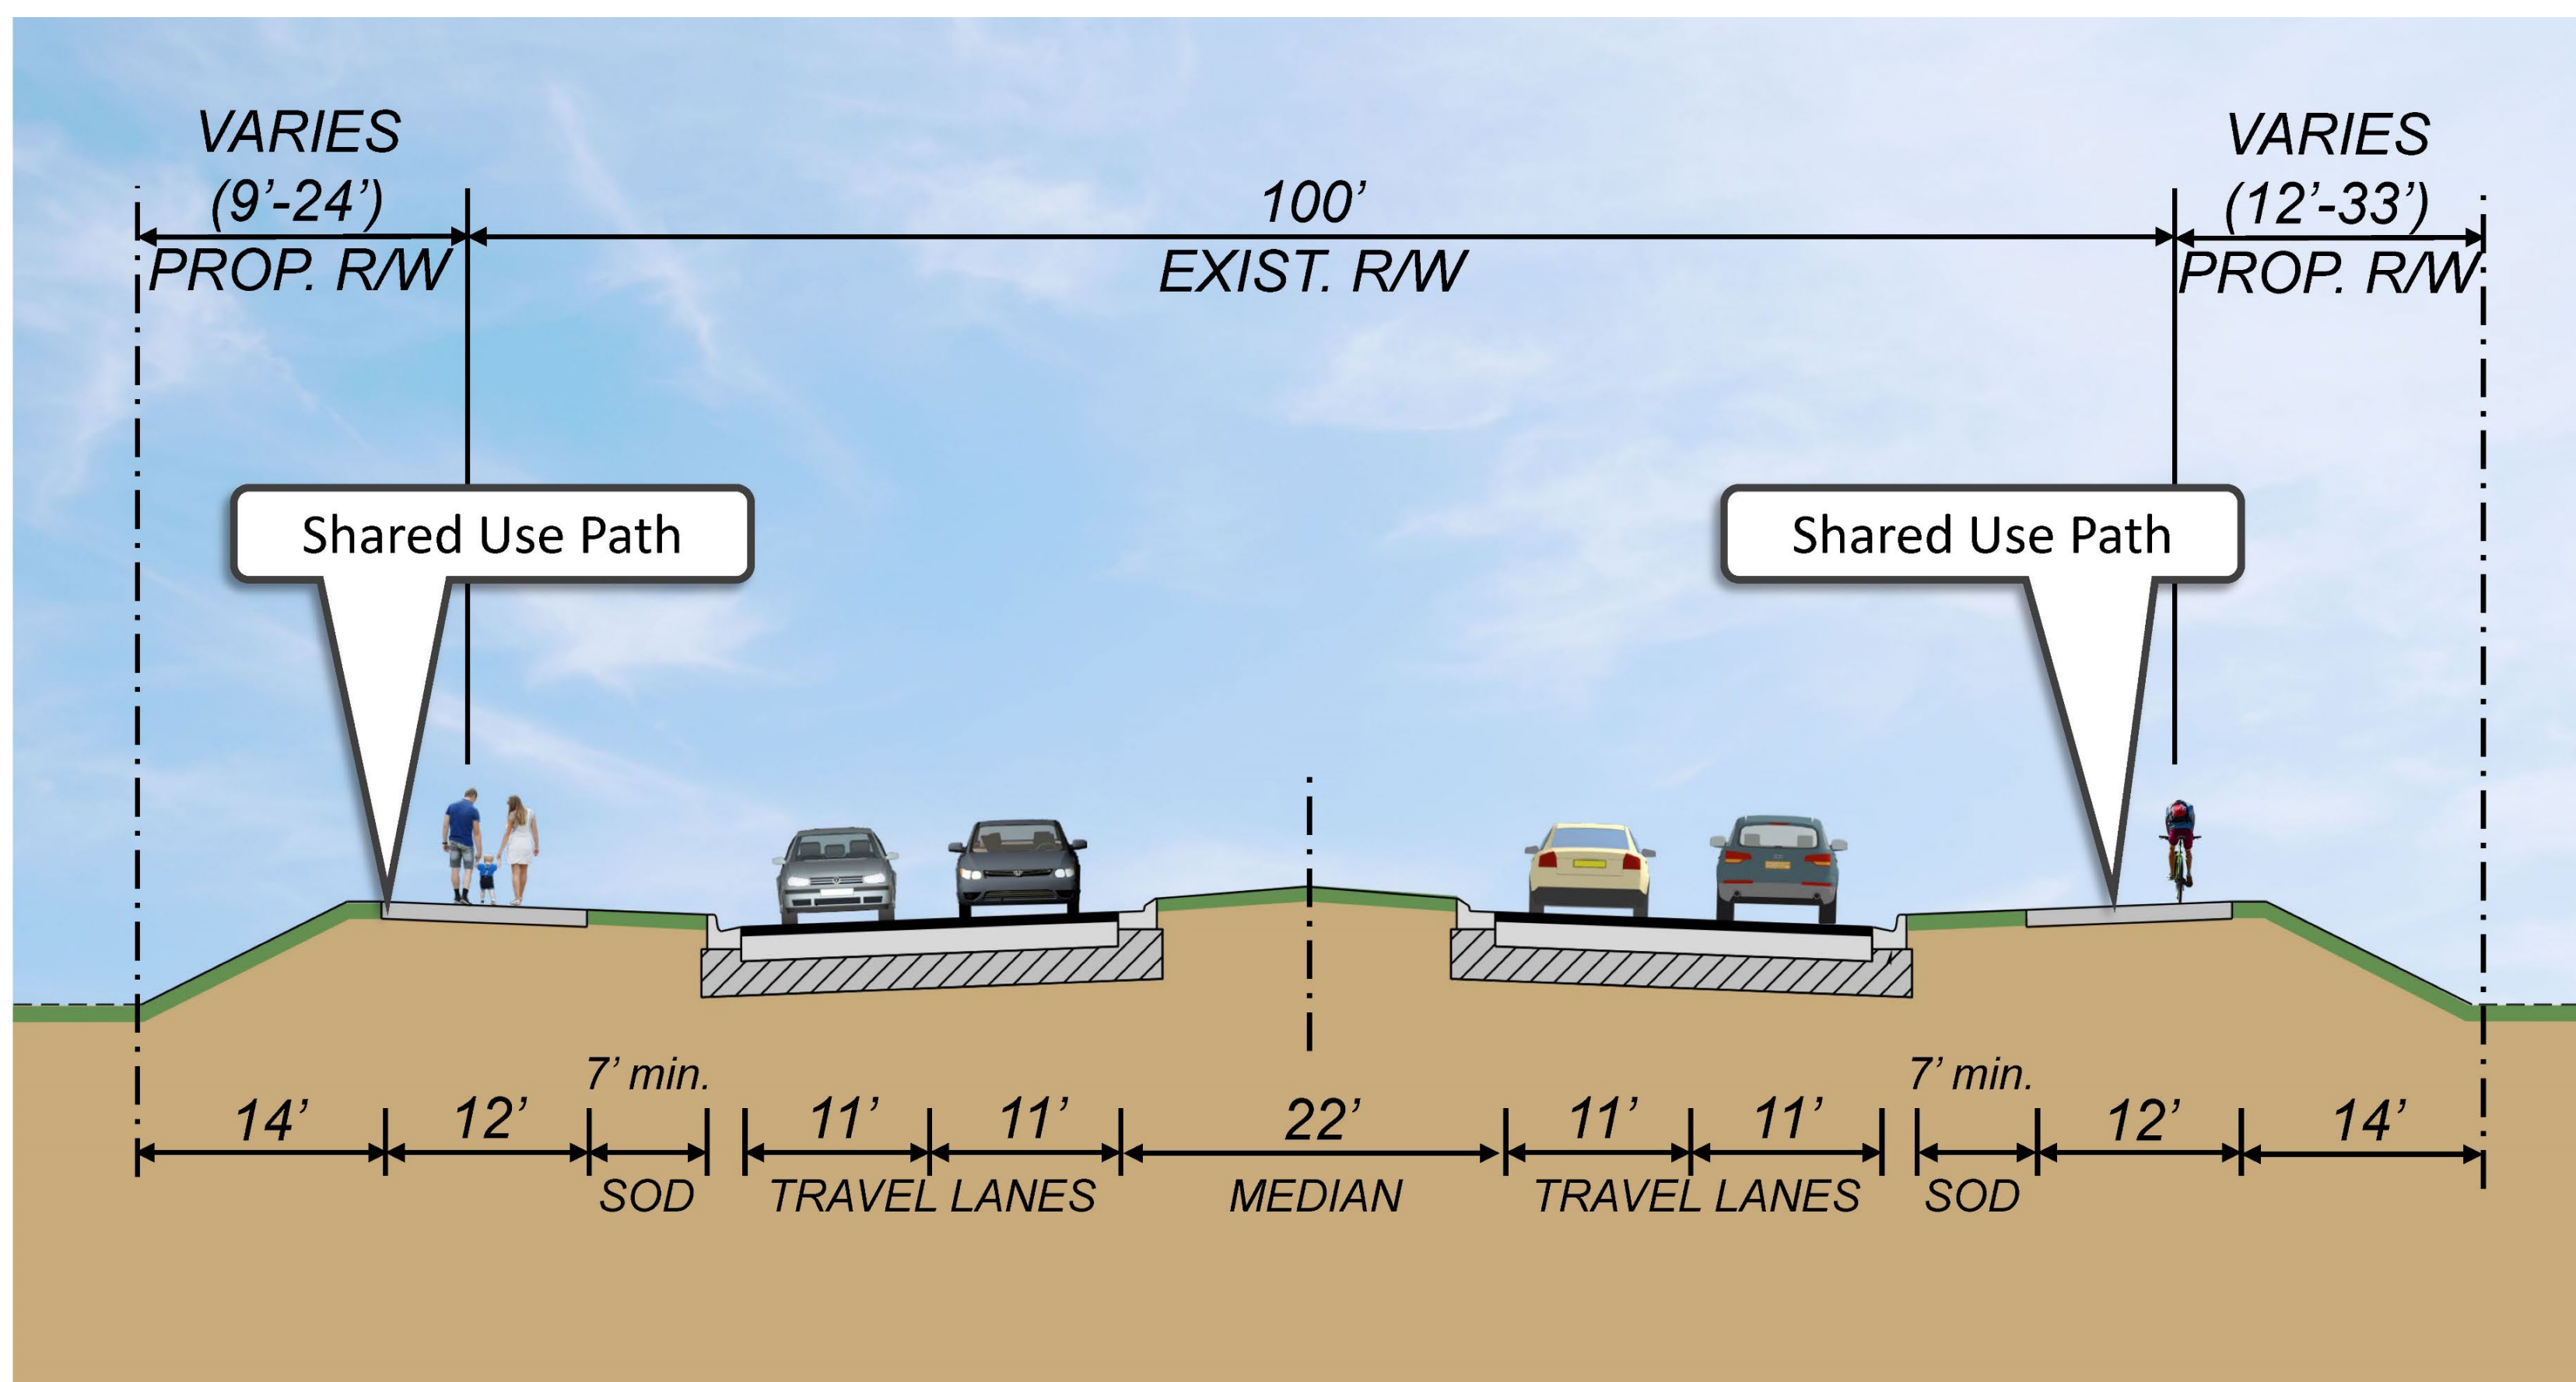 VARIES
(9’-24’)
PROP. R/W
100’
EXIST. R/W
VARIES
(12’-33’)
PROP. R/W
Shared Use Path
Shared Use Path
7’ min.
7’ min.
14’ 12’ 11’ 11’ 22’ 11’ 11’ 12’ 14’
SOD TRAVEL LANES MEDIAN TRAVEL LANES SOD